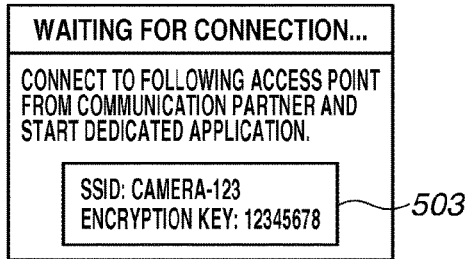 WAITING FOR CONNECTION...
CONNECT TO FOLLOWING ACCESS POINT
FROM COMMUNICATION PARTNER AND
START DEDICATED APPLICATION.
SSID: CAMERA-123
ENCRYPTION KEY: 12345678
503